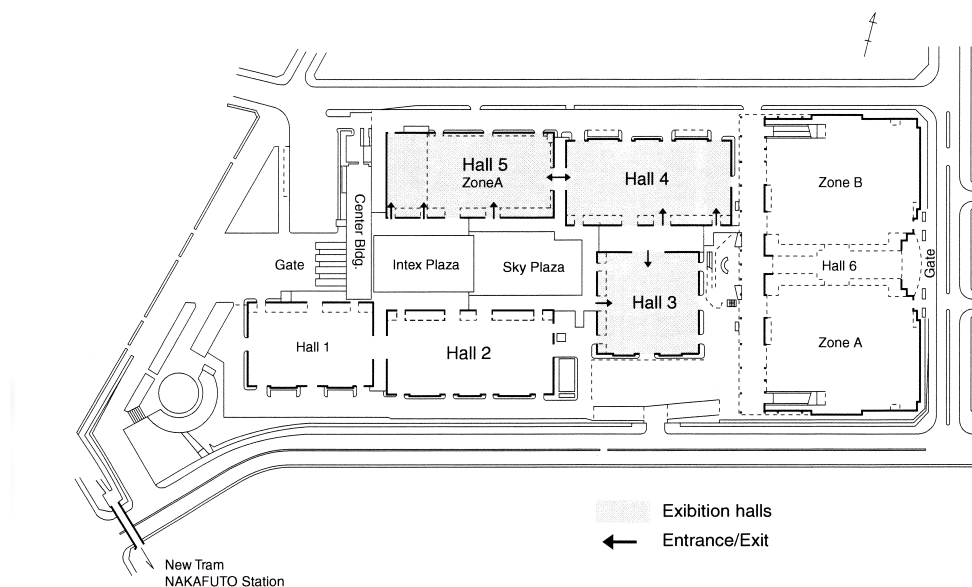 Hall 5
ZoneA
Hall 4
Zone B
Center Bldg.
Gate
Intex Plaza
Sky Plaza
Hall 6
Gate
Hall 3
Hall 1
Hall 2
Zone A
Exibition halls
Entrance/Exit
New Tram
NAKAFUTO Station